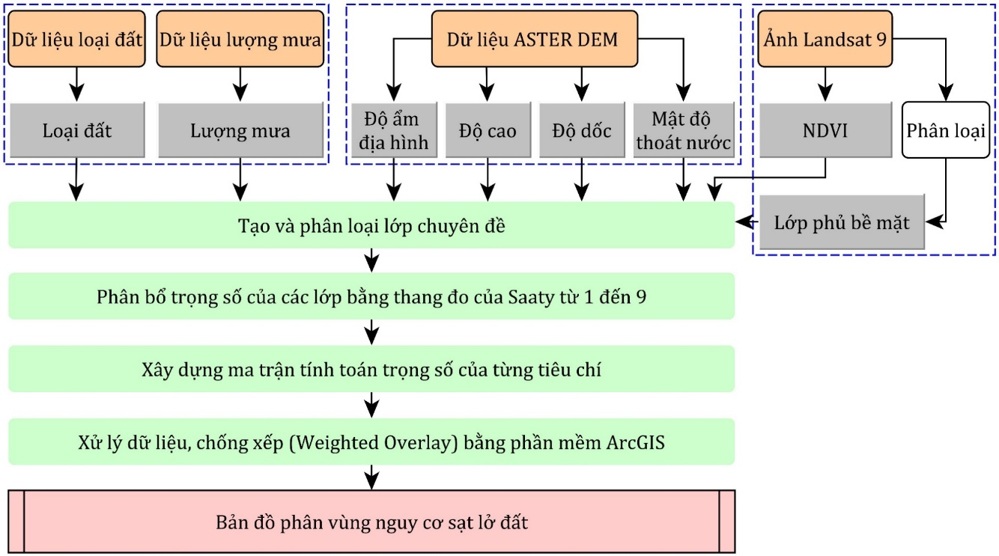 Dữ liệu loại đất
Dữ liệu lượng mưa
Dữ liệu ASTER DEM
Ảnh Landsat 9
Loại đất
Lượng mưa
Độ ẩm
địa hình
Độ cao
Độ dốc
Mật độ
thoát nước
NDVI
Phân loại
Tạo và phân loại lớp chuyên đề
Lớp phủ bề mặt
Phân bổ trọng số của các lớp bằng thang đo của Saaty từ 1 đến 9
Xây dựng ma trận tính toán trọng số của từng tiêu chí
Xử lý dữ liệu, chống xếp (Weighted Overlay) bằng phần mềm ArcGIS
Bản đồ phân vùng nguy cơ sạt lở đất